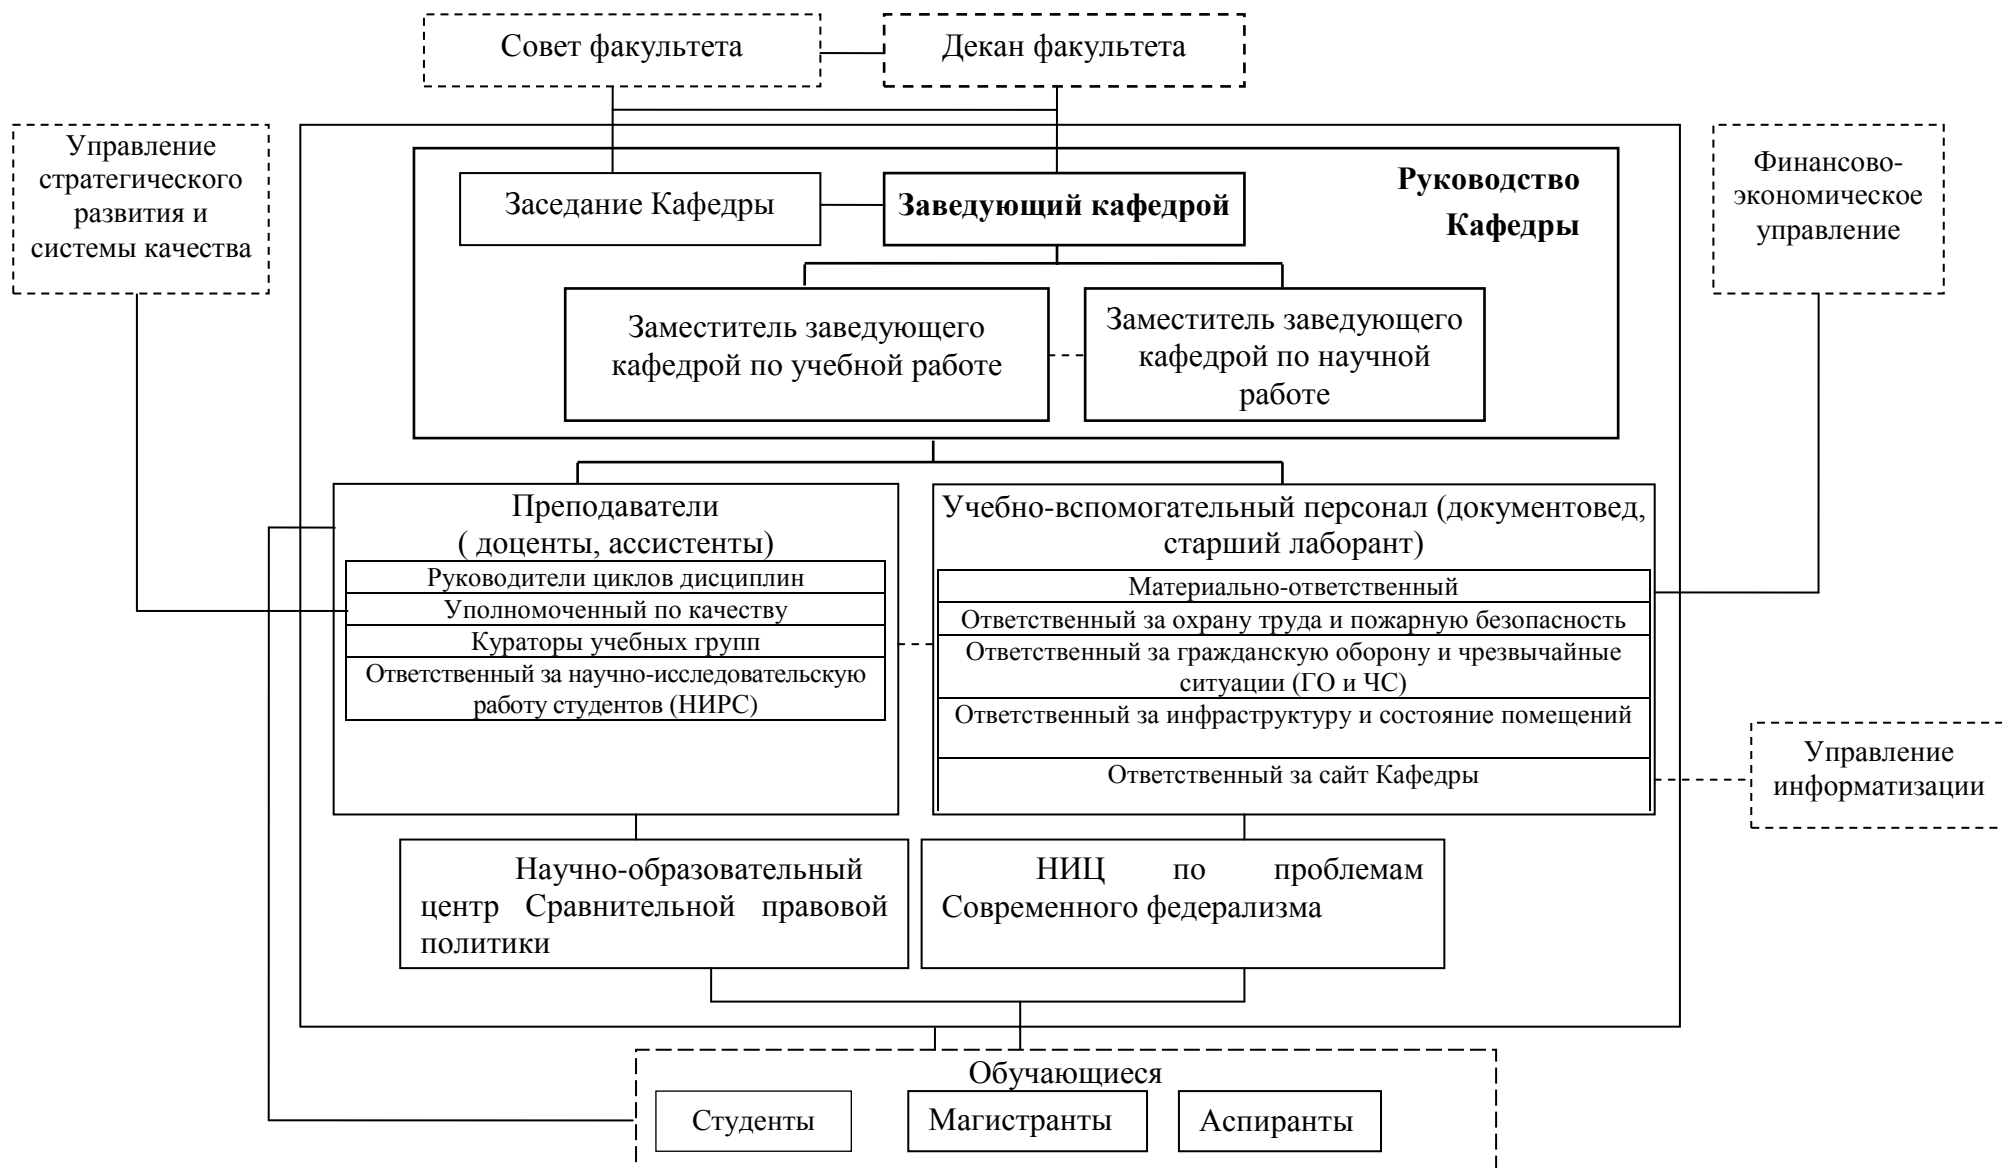 Совет факультета
Декан факультета
Управление
стратегического
развития и
системы качества
Финансово-
экономическое
управление
Руководство
Кафедры
Заседание Кафедры
Заведующий кафедрой
Заместитель заведующего
кафедрой по учебной работе
Заместитель заведующего
кафедрой по научной
работе
Преподаватели
( доценты, ассистенты)
Руководители циклов дисциплин
Уполномоченный по качеству
Кураторы учебных групп
Ответственный за научно-исследовательскую
работу студентов (НИРС)
Учебно-вспомогательный персонал (документовед,
старший лаборант)
Материально-ответственный
Ответственный за охрану труда и пожарную безопасность
Ответственный за гражданскую оборону и чрезвычайные
ситуации (ГО и ЧС)
Ответственный за инфраструктуру и состояние помещений
Ответственный за сайт Кафедры
Управление
информатизации
Научно-образовательный
центр Сравнительной правовой
политики
НИЦ по проблемам
Современного федерализма
Обучающиеся
Студенты
Магистранты
Аспиранты